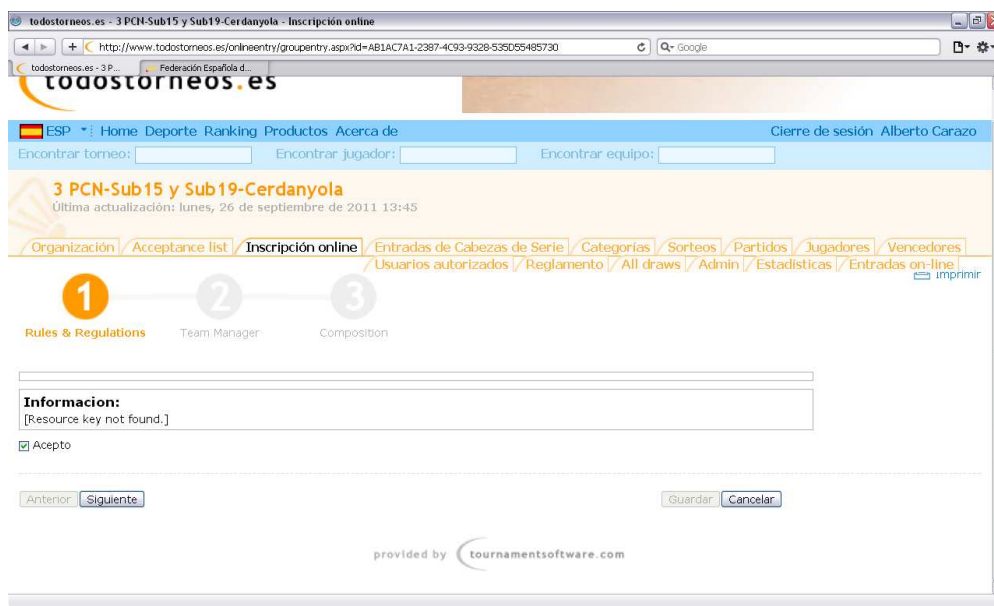 todostorneos.es - 3 PCN-Sub15 y Sub19-Cerdanyola - Inscripción online
http://www.todostorneos.es/onlineentry/groupentry.aspx?id=AB1AC7A1-2387-4C93-9328-535D55485730
Google
todostorneos.es - 3 P...
Federación Española d...
todostorneos.es
ESP Home Deporte Ranking Productos Acerca de
Cierre de sesión Alberto Carazo
Encontrar torneo: Encontrar jugador: Encontrar equipo:
3 PCN-Sub15 y Sub19-Cerdanyola
Última actualización: lunes, 26 de septiembre de 2011 13:45
Organización Acceptance list Inscripción online Entradas de Cabezas de Serie Categorías Sorteos Partidos Jugadores Vencedores
Usuarios autorizados Reglamento All draws Admin Estadísticas Entradas on-line
Imprimir
1 2 3
Rules & Regulations Team Manager Composition
Informacion:
[Resource key not found.]
Acepto
Anterior Siguiente Guardar Cancelar
provided by tournamentsoftware.com